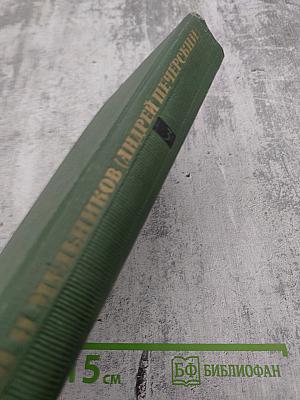 П. И. МЕЛЬНИКОВ (АНДРЕЙ ПЕЧЕРСКИЙ)
15 см
БФ БИБЛИОФАН